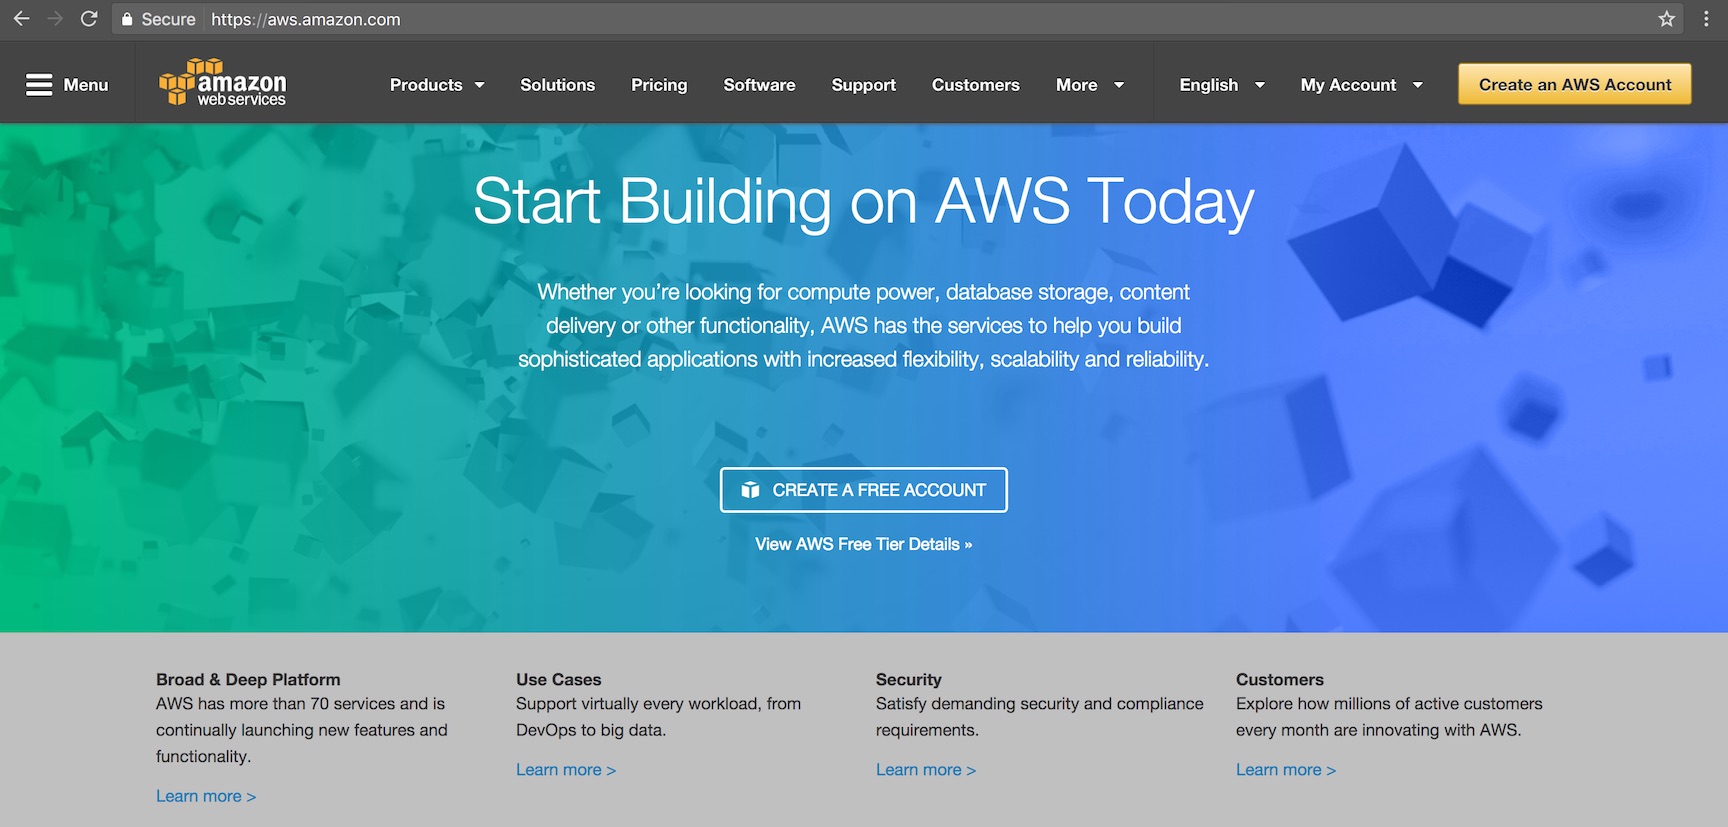 Secure https://aws.amazon.com
Menu
amazon
webservices
Products Solutions Pricing Software Support Customers More English My Account Create an AWS Account
Start Building on AWS Today
Whether you’re looking for compute power, database storage, content
delivery or other functionality, AWS has the services to help you build
sophisticated applications with increased flexibility, scalability and reliability.
CREATE A FREE ACCOUNT
View AWS Free Tier Details »
Broad & Deep Platform
AWS has more than 70 services and is
continually launching new features and
functionality.
Learn more >
Use Cases
Support virtually every workload, from
DevOps to big data.
Learn more >
Security
Satisfy demanding security and compliance
requirements.
Learn more >
Customers
Explore how millions of active customers
every month are innovating with AWS.
Learn more >